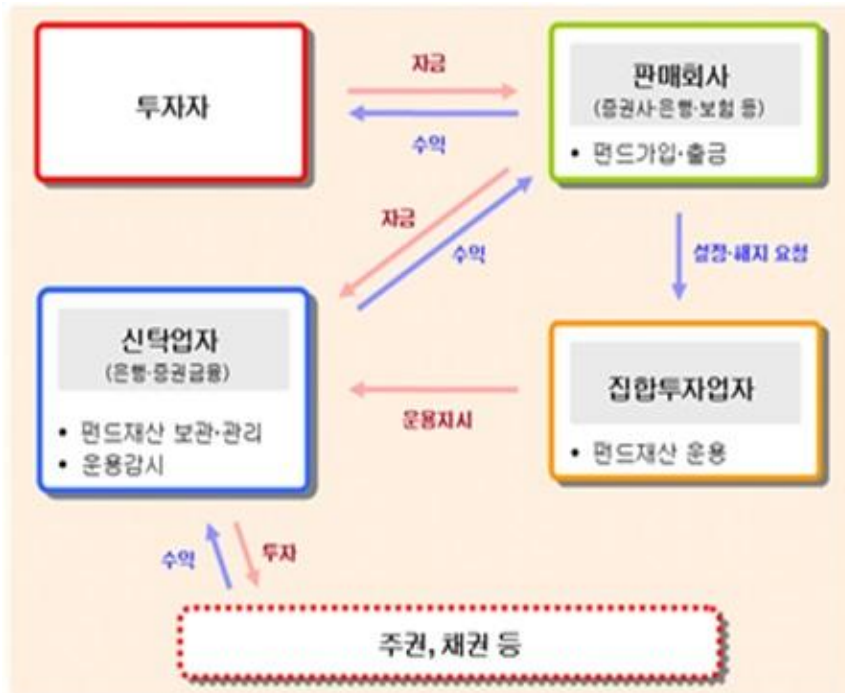 투자자
자금
수익
판매회사
(증권사·은행·보험 등)
• 펀드가입·출금
자금
수익
설정·해지 요청
신탁업자
(은행·증권금융)
• 펀드재산 보관·관리
• 운용감시
운용지시
집합투자업자
• 펀드재산 운용
수익
투자
주권, 채권 등